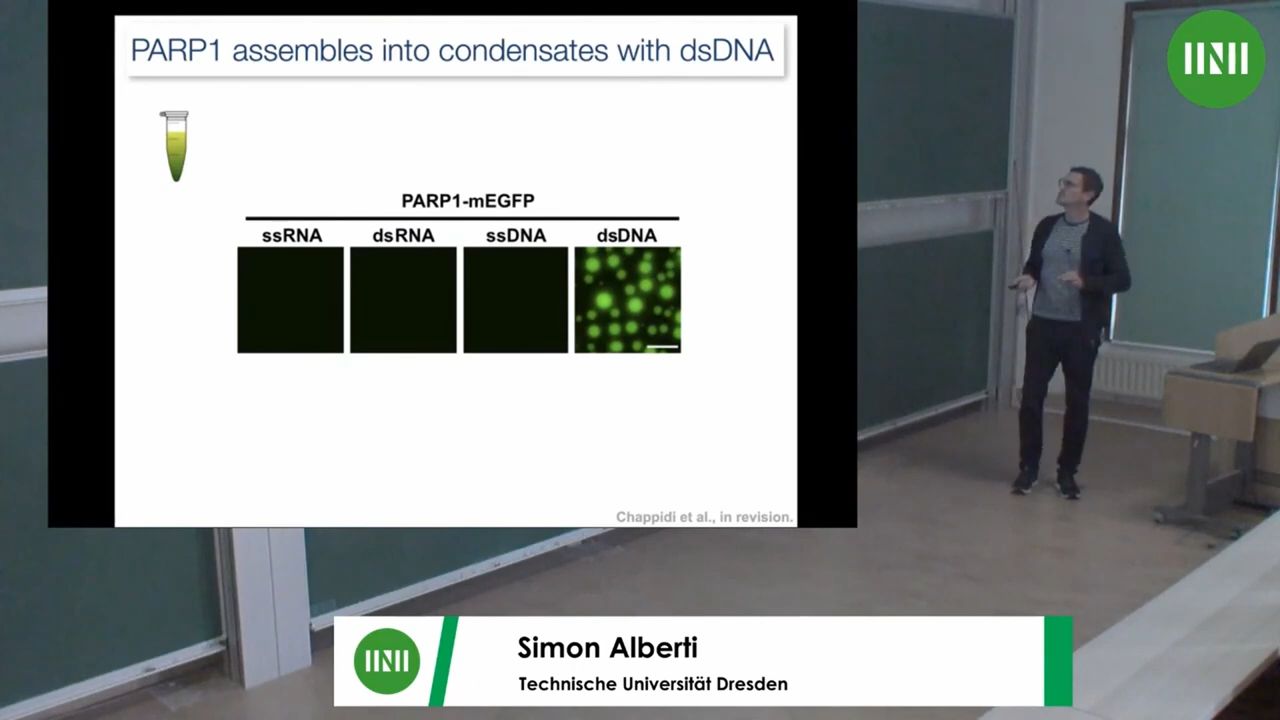 PARP1 assembles into condensates with dsDNA
PARP1-mEGFP
ssRNA dsRNA ssDNA dsDNA
Chappidi et al., in revision.
Simon Alberti
Technische Universität Dresden